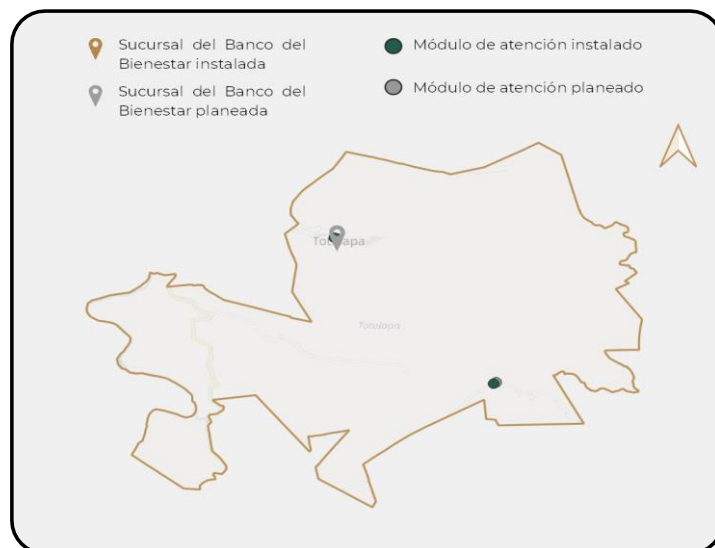 Sucursal del Banco del
Bienestar instalada
Sucursal del Banco del
Bienestar planeada
Módulo de atención instalado
Módulo de atención planeado
Totolapa
Totolapa